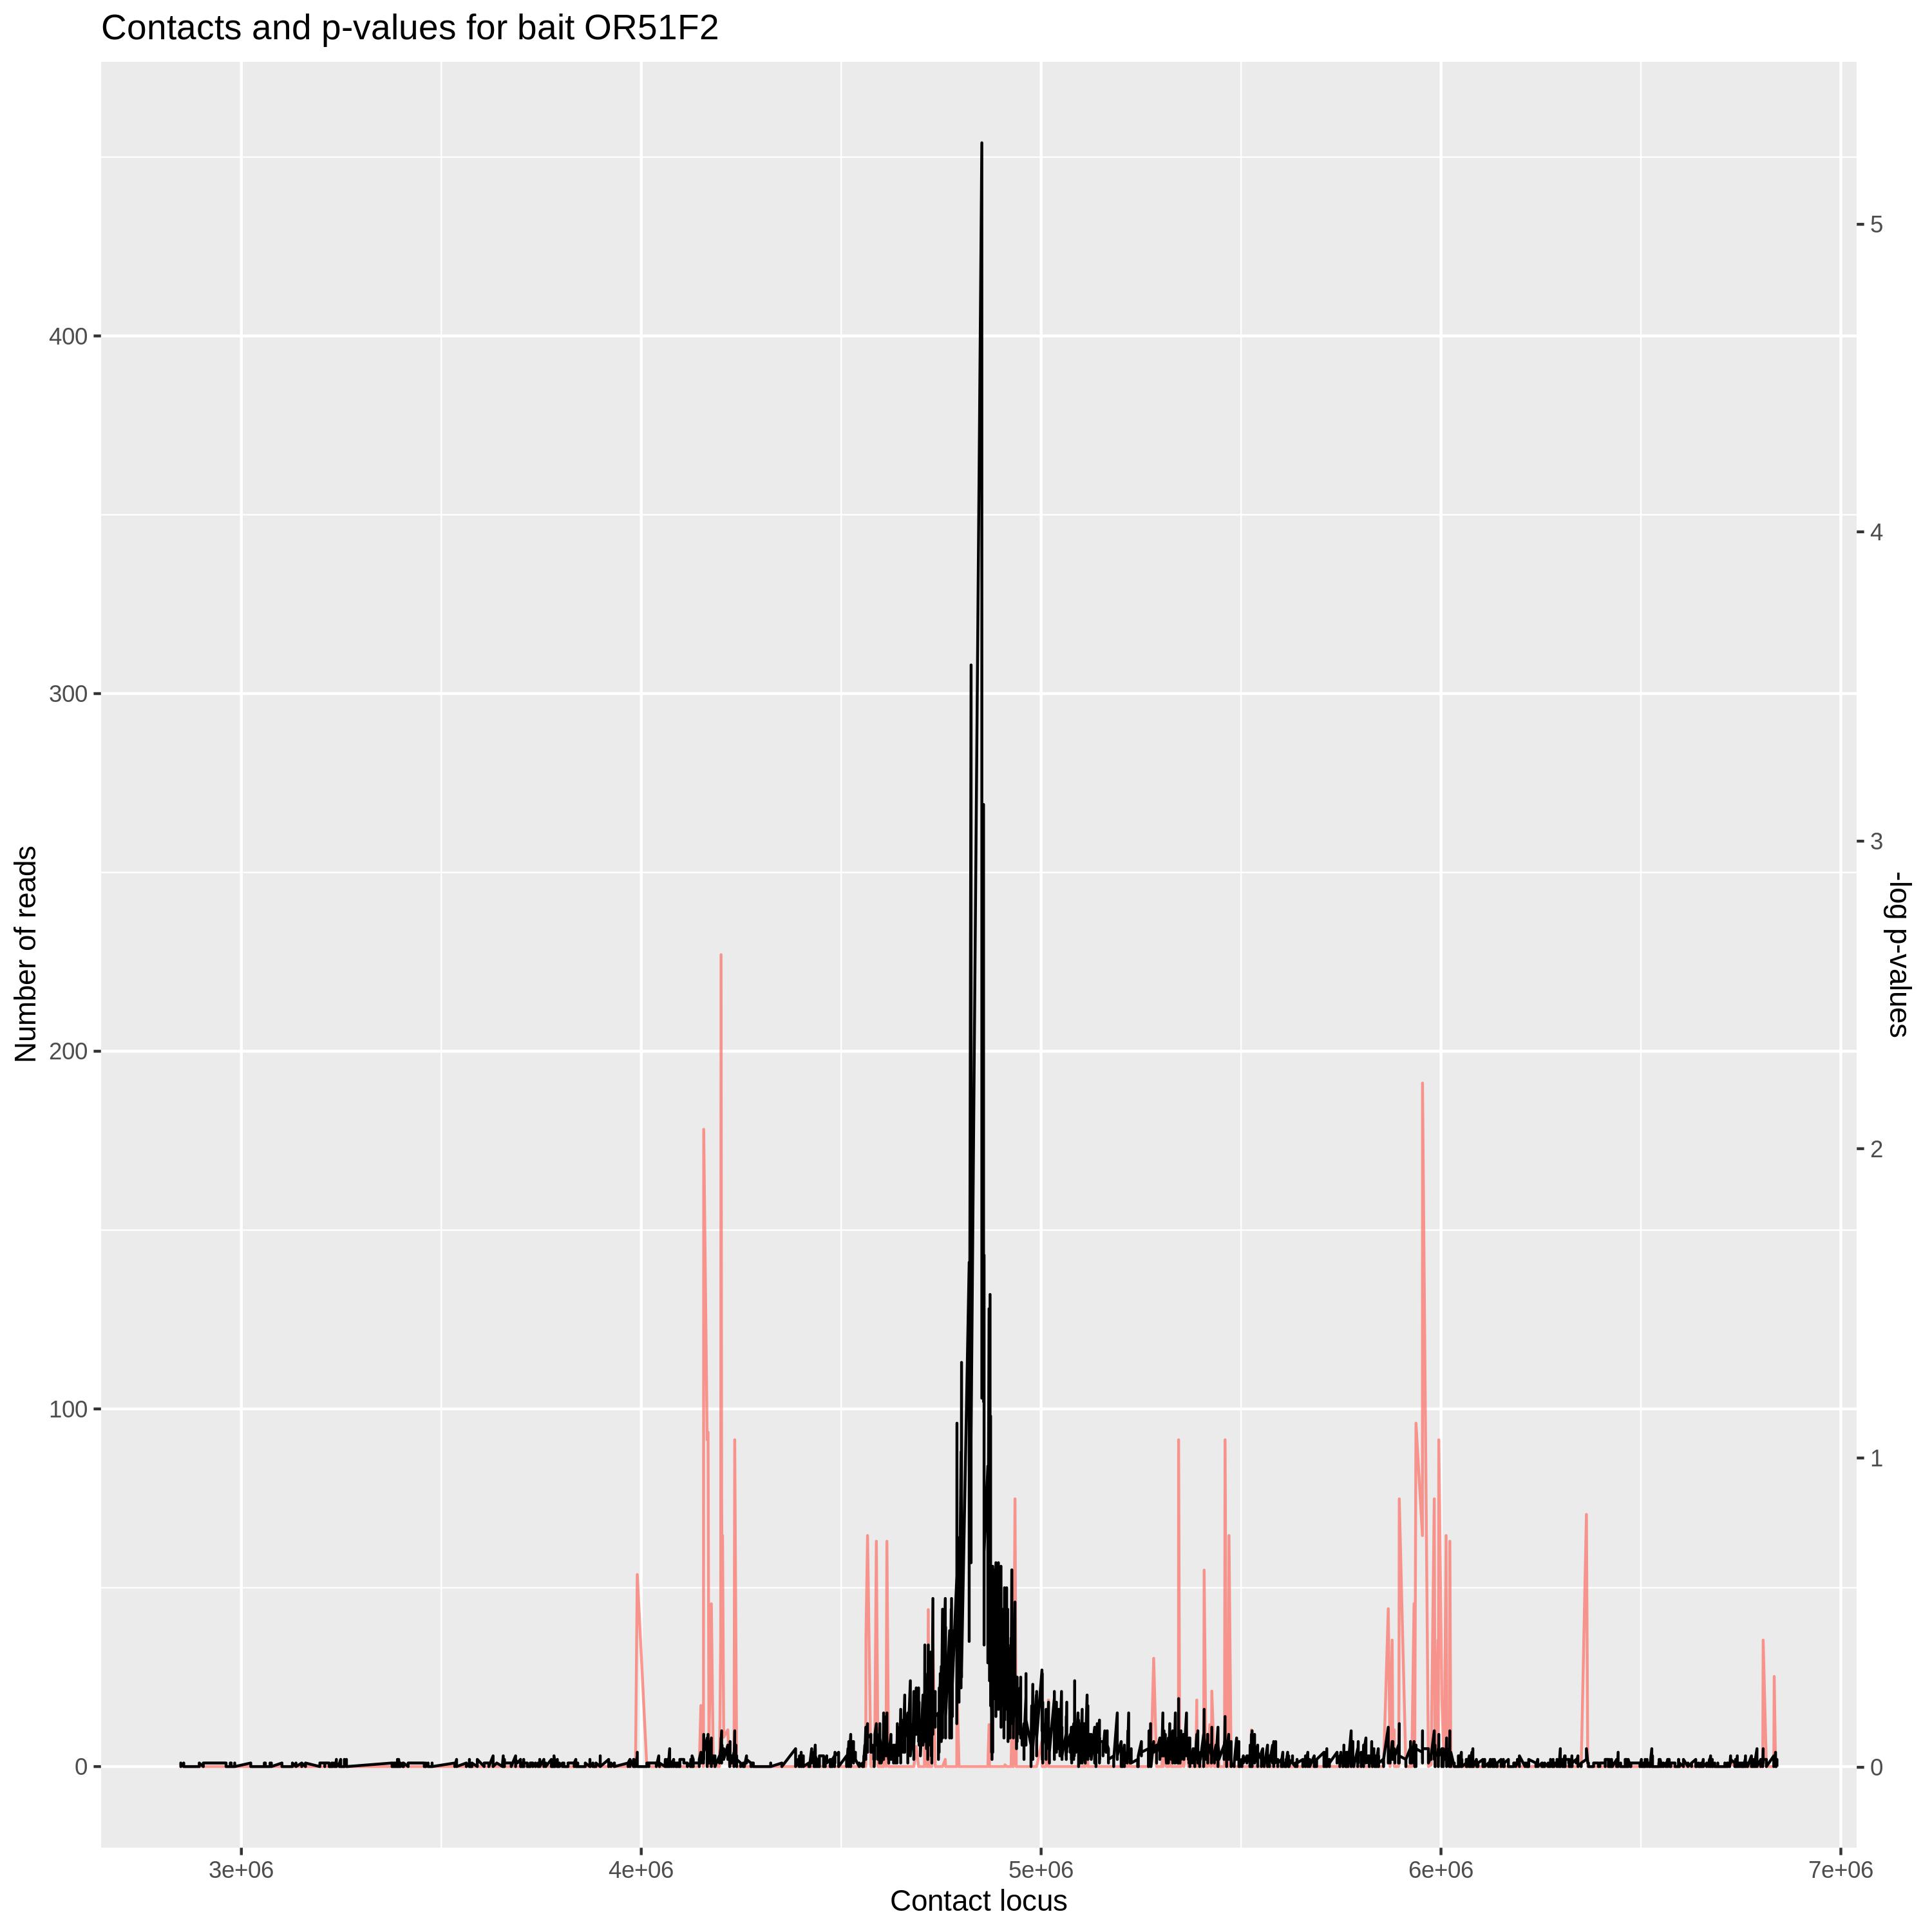 Contacts and p-values for bait OR51F2
Number of reads
400
300
200
100
0
5
4
3
2
1
0
-log p-values
3e+06
4e+06
5e+06
6e+06
7e+06
Contact locus